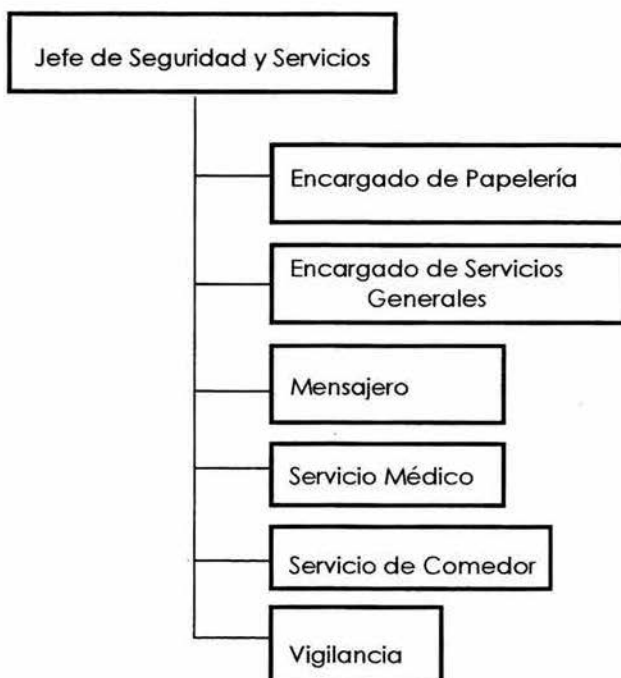 Jefe de Seguridad y Servicios
Encargado de Papelería
Encargado de Servicios
Generales
Mensajero
Servicio Médico
Servicio de Comedor
Vigilancia